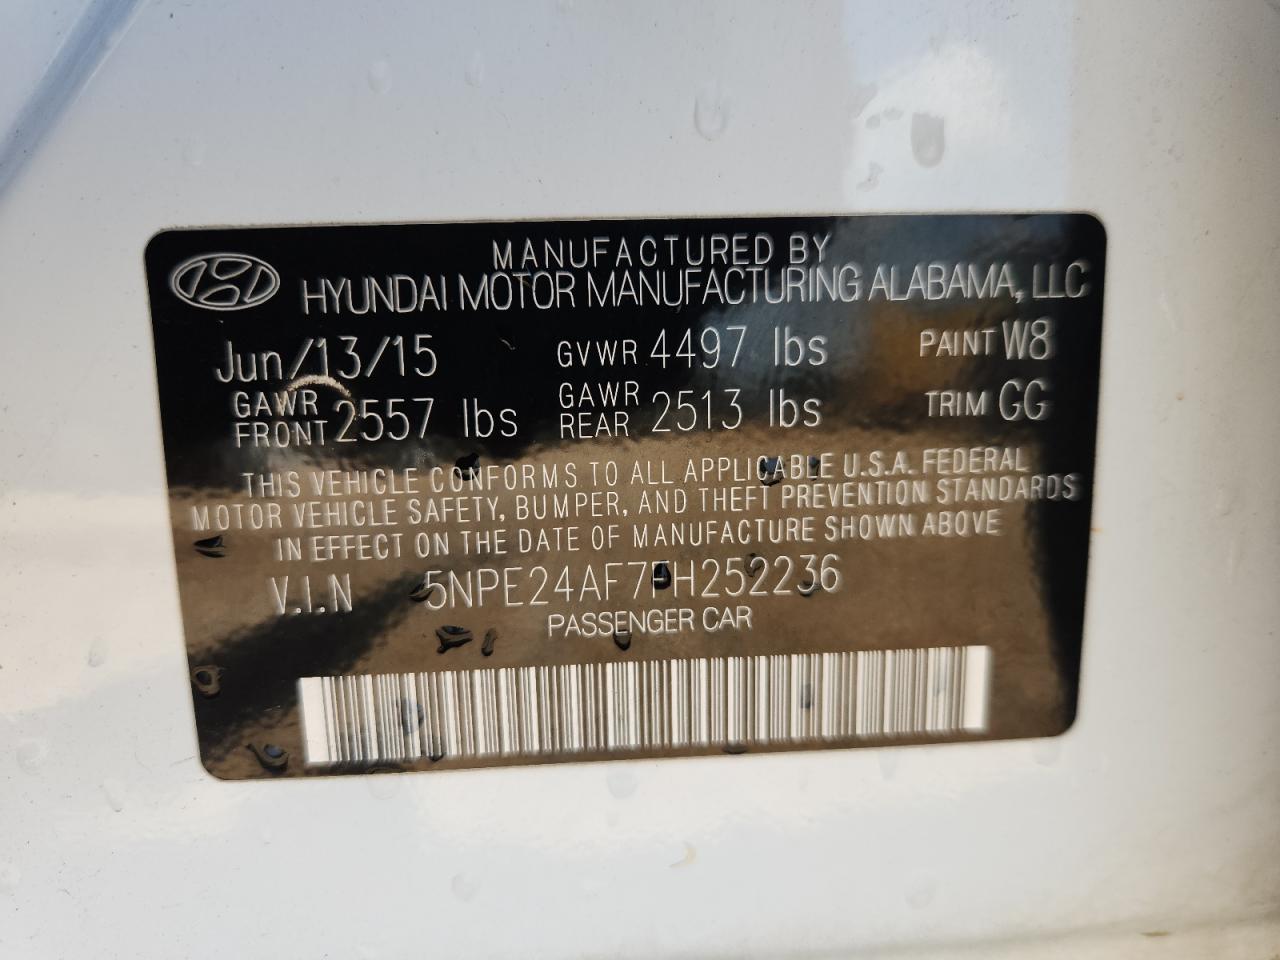 MANUFACTURED BY
HYUNDAI MOTOR MANUFACTURING ALABAMA, LLC
Jun/13/15 GVWR 4497 lbs PAINT W8
GAWR FRONT 2557 lbs GAWR REAR 2513 lbs TRIM GG
THIS VEHICLE CONFORMS TO ALL APPLICABLE U.S.A. FEDERAL
MOTOR VEHICLE SAFETY, BUMPER, AND THEFT PREVENTION STANDARDS
IN EFFECT ON THE DATE OF MANUFACTURE SHOWN ABOVE
V.I.N 5NPE24AF7FH252236
PASSENGER CAR